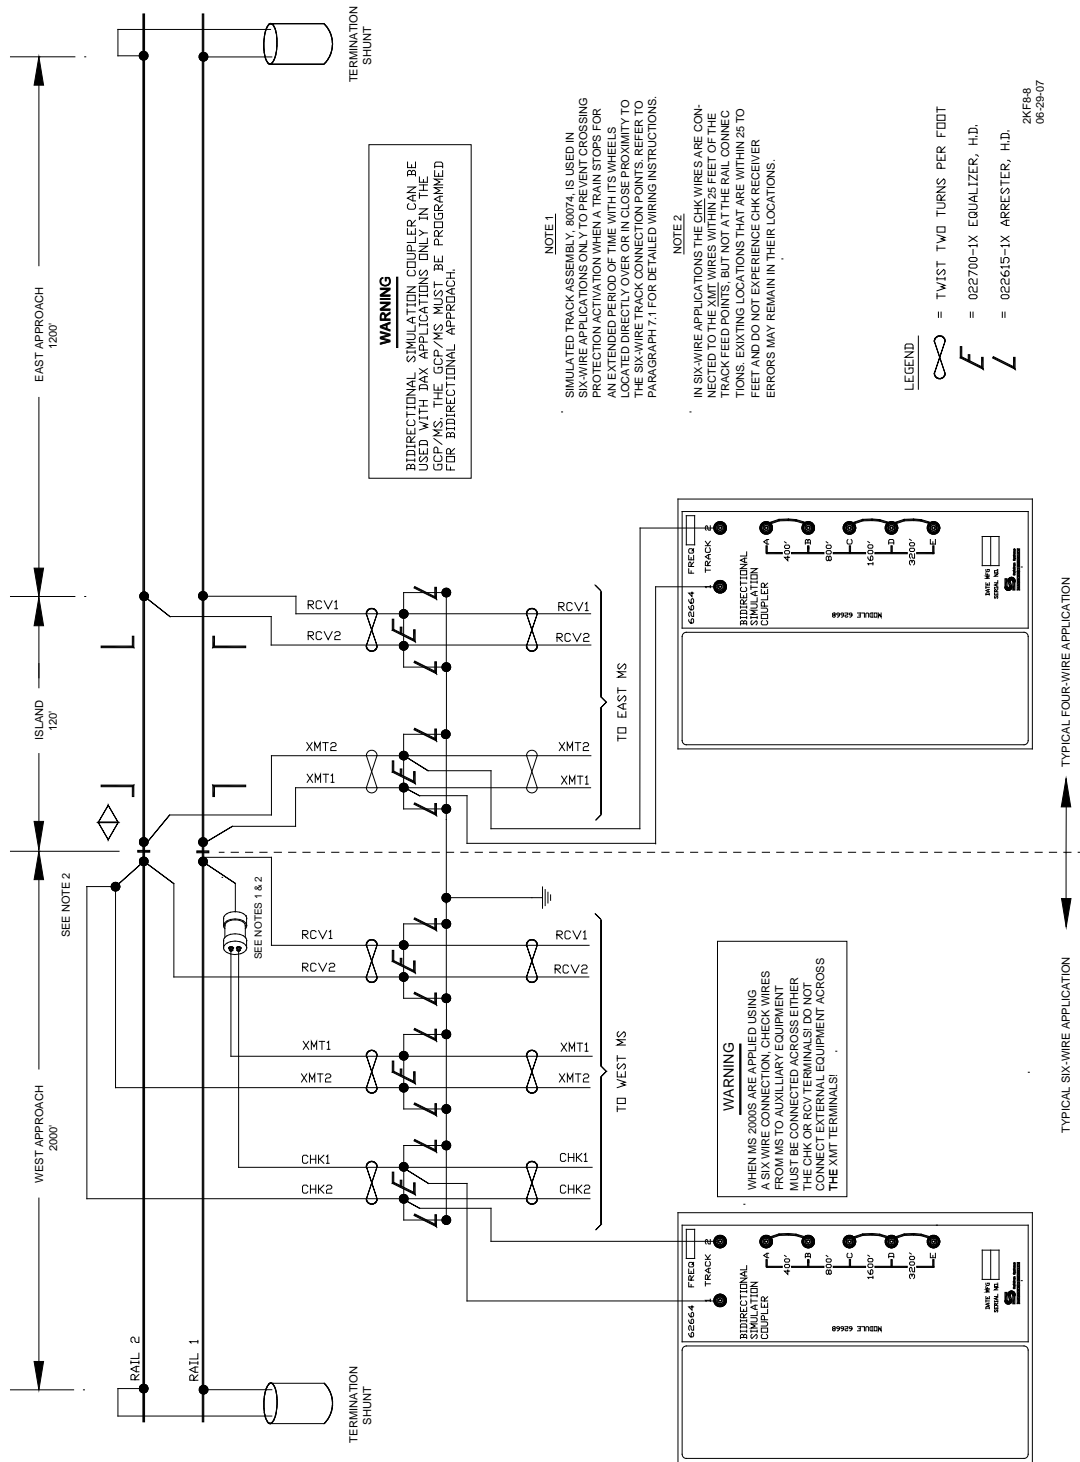 EAST APPROACH
1200'
ISLAND
120'
WEST APPROACH
2000'
SEE NOTE 2
RAIL 2
RAIL 1
TERMINATION
SHUNT
TERMINATION
SHUNT
SEE NOTES 1 & 2
WARNING
BIDIRECTIONAL SIMULATION COUPLER CAN BE
USED WITH DAX APPLICATIONS ONLY IN THE
GCP/MS, THE GCP/MS MUST BE PROGRAMMED
FOR BIDIRECTIONAL APPROACH.
NOTE 1
SIMULATED TRACK ASSEMBLY, 80074, IS USED IN
SIX-WIRE APPLICATIONS ONLY TO PREVENT CROSSING
PROTECTION ACTIVATION WHEN A TRAIN STOPS FOR
AN EXTENDED PERIOD OF TIME WITH ITS WHEELS
LOCATED DIRECTLY OVER OR IN CLOSE PROXIMITY TO
THE SIX-WIRE TRACK CONNECTION POINTS. REFER TO
PARAGRAPH 7.1 FOR DETAILED WIRING INSTRUCTIONS.
NOTE 2
IN SIX-WIRE APPLICATIONS THE CHK WIRES ARE CON-
NECTED TO THE XMT WIRES WITHIN 25 FEET OF THE
TRACK FEED POINTS, BUT NOT AT THE RAIL CONNEC
TIONS. EXIXTING LOCATIONS THAT ARE WITHIN 25 TO
FEET AND DO NOT EXPERIENCE CHK RECEIVER
ERRORS MAY REMAIN IN THEIR LOCATIONS.
LEGEND
= TWIST TWO TURNS PER FOOT
= 022700-1X EQUALIZER, H.D.
= 022615-1X ARRESTER, H.D.
2KF8-8
06-29-07
RCV1
RCV1
RCV2
RCV2
XMT2
XMT2
XMT1
XMT1
TO EAST MS
RCV1
RCV1
RCV2
RCV2
XMT1
XMT1
XMT2
XMT2
CHK1
CHK1
CHK2
CHK2
TO WEST MS
62664
FREQ
TRACK
1
2
BIDIRECTIONAL
SIMULATION
COUPLER
A
400'
B
800'
C
1600'
D
3200'
E
MODULE 62668
DATE MFG
SERIAL NO.
WARNING
WHEN MS 2000S ARE APPLIED USING
A SIX WIRE CONNECTION, CHECK WIRES
FROM MS TO AUXILLIARY EQUIPMENT
MUST BE CONNECTED ACROSS EITHER
THE CHK OR RCV TERMINALS! DO NOT
CONNECT EXTERNAL EQUIPMENT ACROSS
THE XMT TERMINALS!
62664
FREQ
TRACK
1
2
BIDIRECTIONAL
SIMULATION
COUPLER
A
400'
B
800'
C
1600'
D
3200'
E
MODULE 62668
DATE MFG
SERIAL NO.
TYPICAL SIX-WIRE APPLICATION
TYPICAL FOUR-WIRE APPLICATION